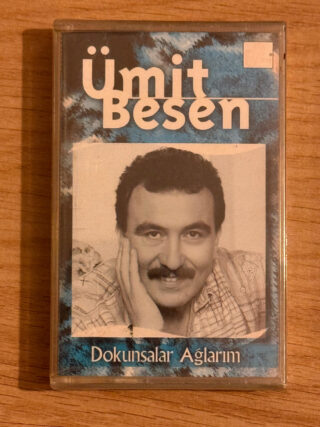 Ümit
Besen
Dokunsalar Ağlarım